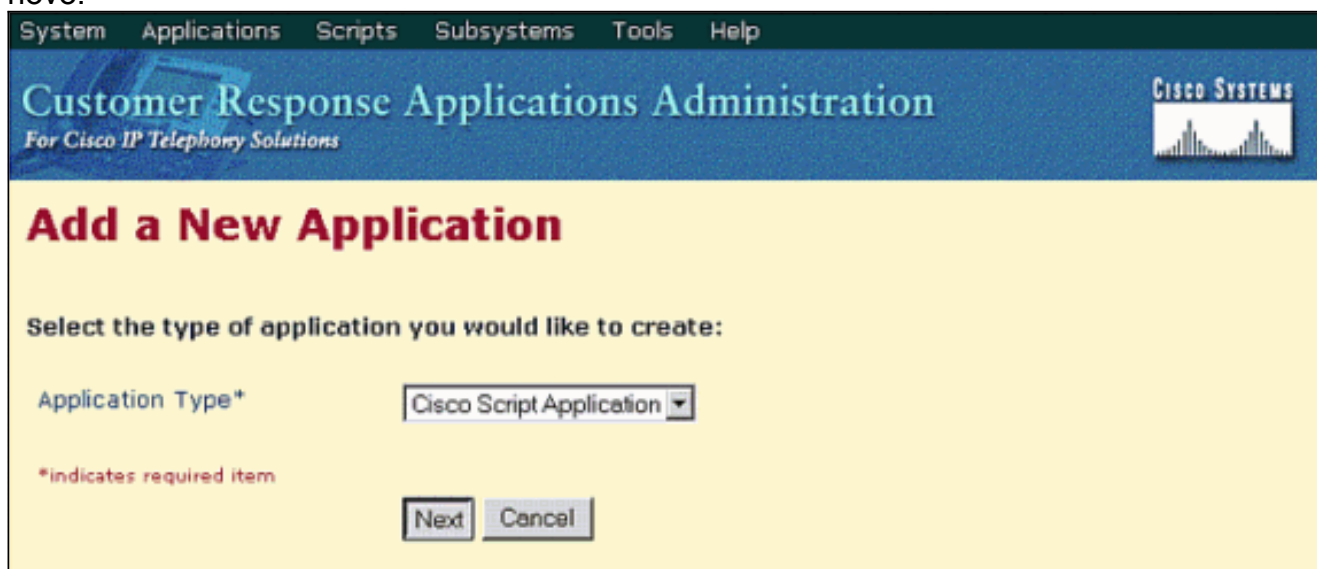 nove.
System Applications Scripts Subsystems Tools Help
Customer Response Applications Administration
For Cisco IP Telephony Solutions
CISCO SYSTEMS
Add a New Application
Select the type of application you would like to create:
Application Type* Cisco Script Application
*indicates required item
Next Cancel